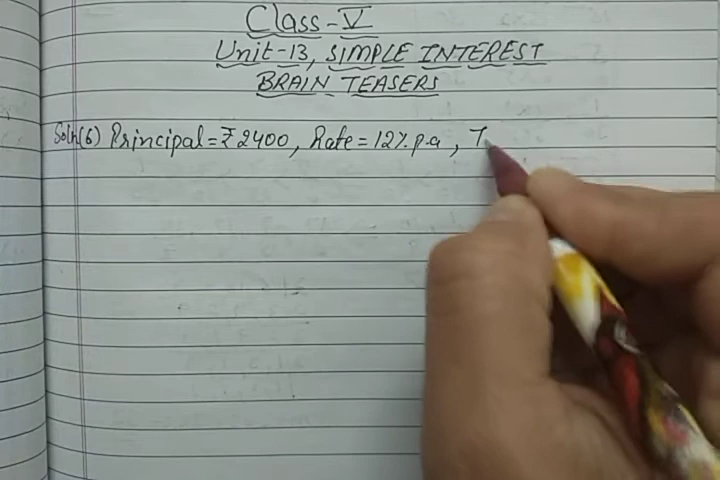 Class-V
Unit-13, SIMPLE INTEREST
BRAIN TEASERS
Soln(6) Principal=₹2400, Rate=12%p.a, T